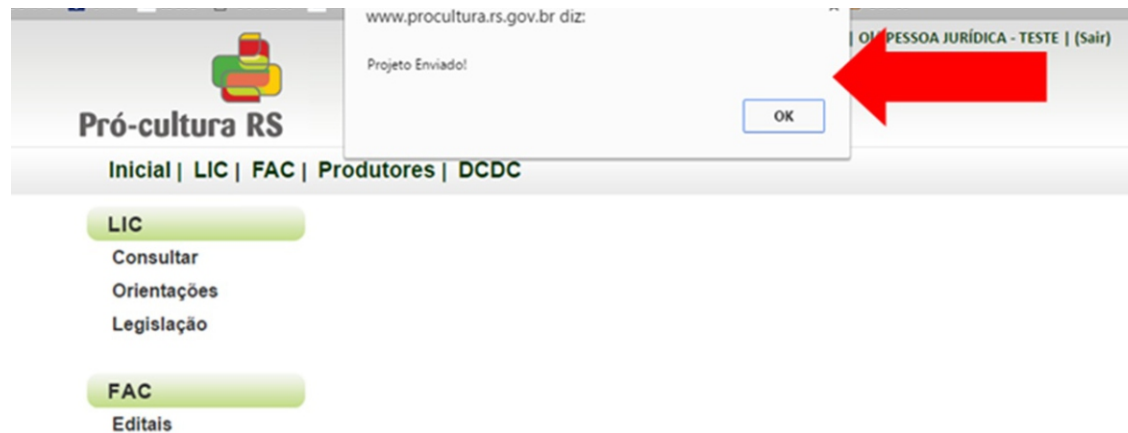 www.procultura.rs.gov.br diz:
| Ol PESSOA JURÍDICA - TESTE | (Sair)
Projeto Enviado!
OK
Pró-cultura RS
Inicial | LIC | FAC | Produtores | DCDC
LIC
Consultar
Orientações
Legislação
FAC
Editais